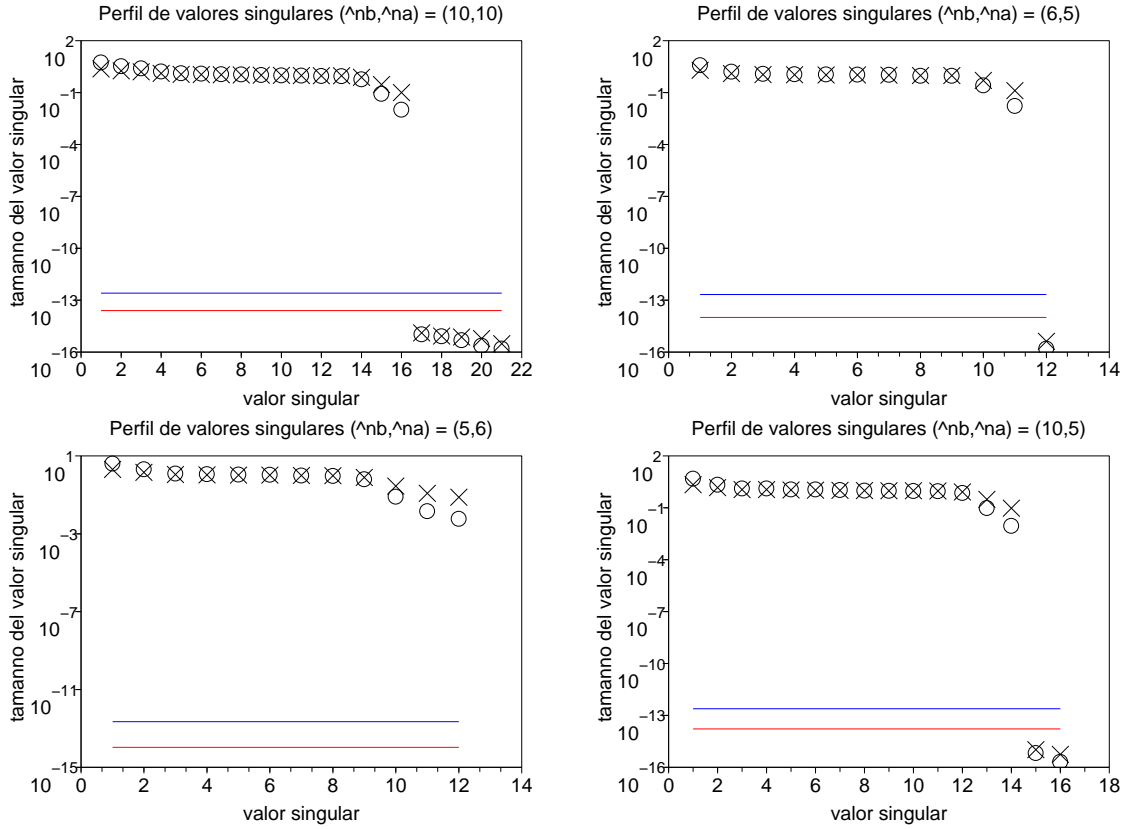 Perfil de valores singulares (^nb,^na) = (10,10)
tamanno del valor singular
10 2
10 −1
10 −4
10 −7
10 −10
10 −13
10 −16
0 2 4 6 8 10 12 14 16 18 20 22
valor singular
Perfil de valores singulares (^nb,^na) = (6,5)
tamanno del valor singular
10 2
10 −1
10 −4
10 −7
10 −10
10 −13
10 −16
0 2 4 6 8 10 12 14
valor singular
Perfil de valores singulares (^nb,^na) = (5,6)
tamanno del valor singular
10 1
10 −3
10 −7
10 −11
10 −15
0 2 4 6 8 10 12 14
valor singular
Perfil de valores singulares (^nb,^na) = (10,5)
tamanno del valor singular
10 2
10 −1
10 −4
10 −7
10 −10
10 −13
10 −16
0 2 4 6 8 10 12 14 16 18
valor singular